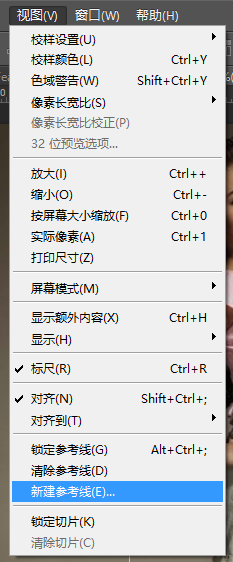 视图(V) 窗口(W) 帮助(H)
校样设置(U)
校样颜色(L) Ctrl+Y
色域警告(W) Shift+Ctrl+Y
像素长宽比(S)
像素长宽比校正(P)
32 位预览选项...
放大(I) Ctrl++
缩小(O) Ctrl+-
按屏幕大小缩放(F) Ctrl+0
实际像素(A) Ctrl+1
打印尺寸(Z)
屏幕模式(M)
显示额外内容(X) Ctrl+H
显示(H)
标尺(R) Ctrl+R
对齐(N) Shift+Ctrl+;
对齐到(T)
锁定参考线(G) Alt+Ctrl+;
清除参考线(D)
新建参考线(E)...
锁定切片(K)
清除切片(C)